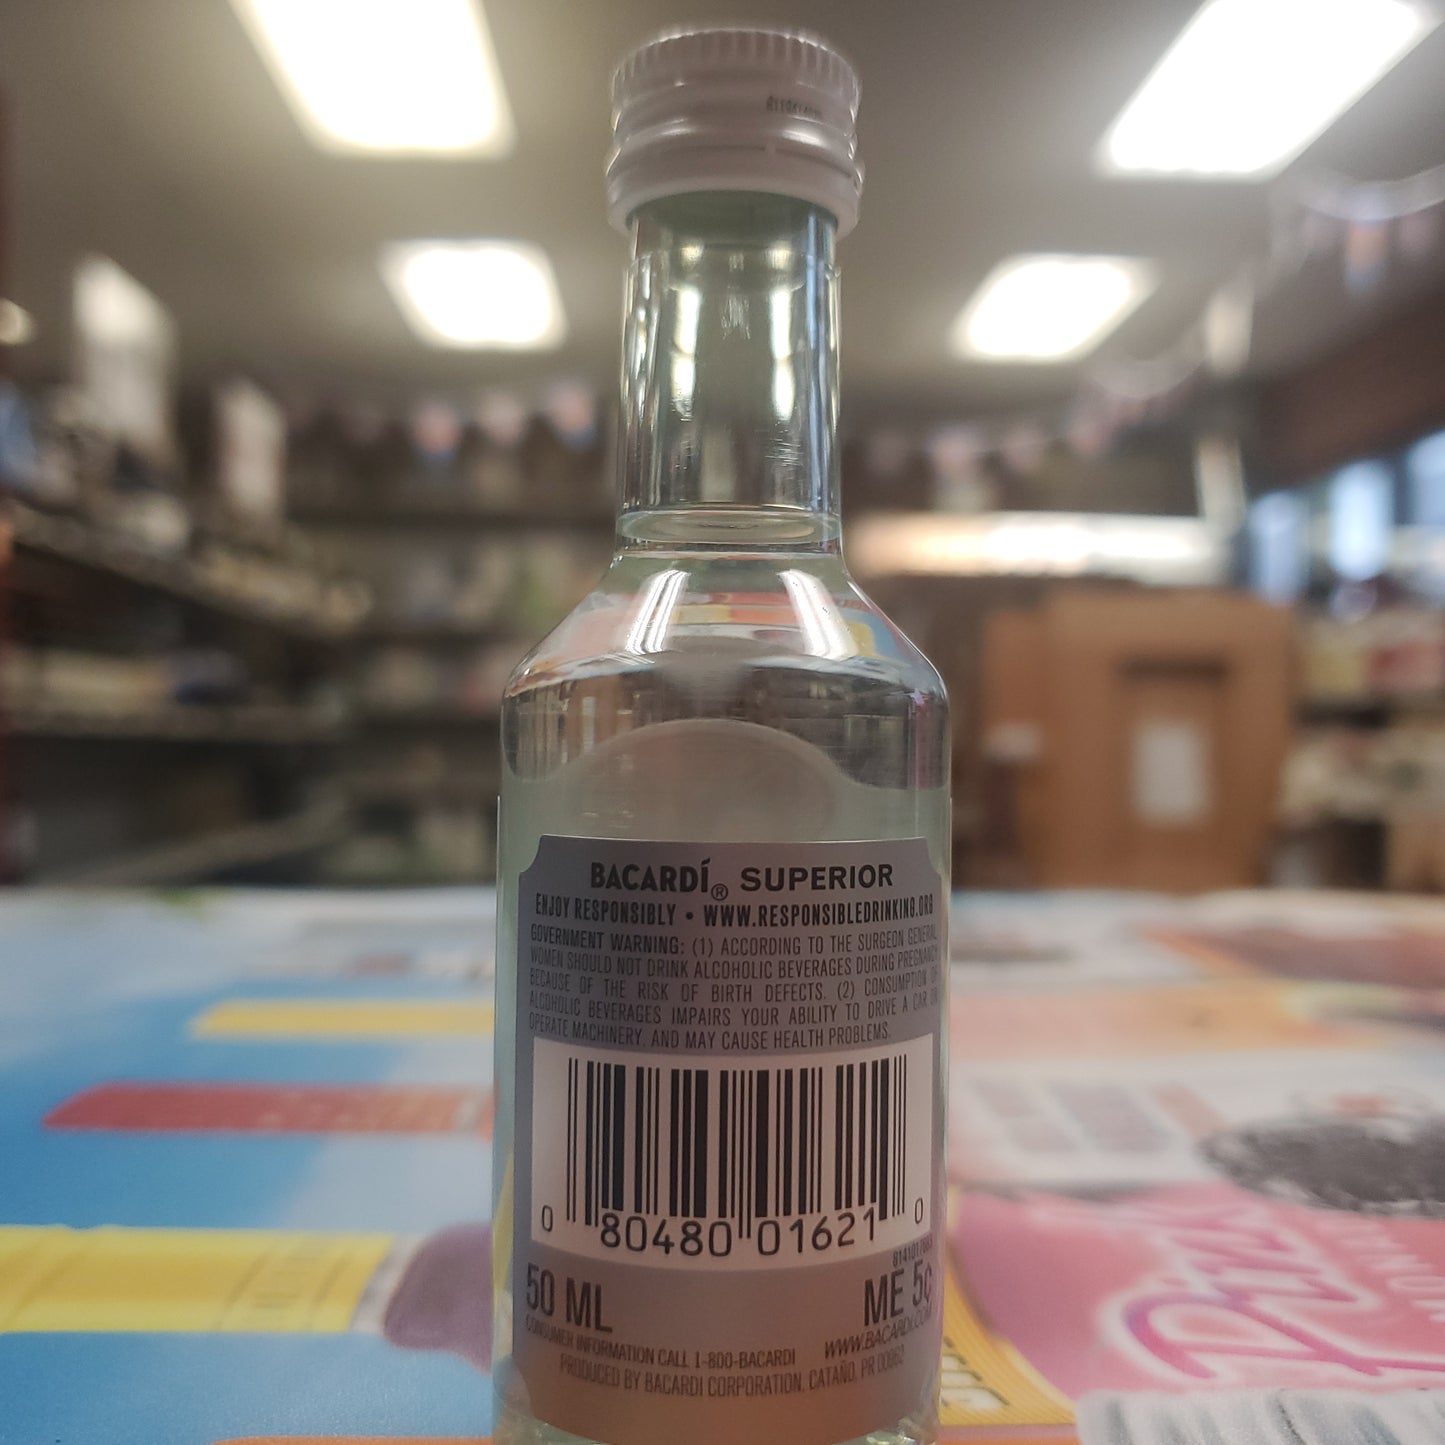 BACARDÍ® SUPERIOR
ENJOY RESPONSIBLY • WWW.RESPONSIBLEDRINKING.ORG
GOVERNMENT WARNING: (1) ACCORDING TO THE SURGEON GENERAL,
WOMEN SHOULD NOT DRINK ALCOHOLIC BEVERAGES DURING PREGNANCY
BECAUSE OF THE RISK OF BIRTH DEFECTS. (2) CONSUMPTION OF
ALCOHOLIC BEVERAGES IMPAIRS YOUR ABILITY TO DRIVE A CAR OR
OPERATE MACHINERY, AND MAY CAUSE HEALTH PROBLEMS.
0 80480 01621 0
50 ML ME 5¢
CONSUMER INFORMATION CALL 1-800-BACARDI WWW.BACARDI.COM
PRODUCED BY BACARDI CORPORATION, CATAÑO, PR 00962